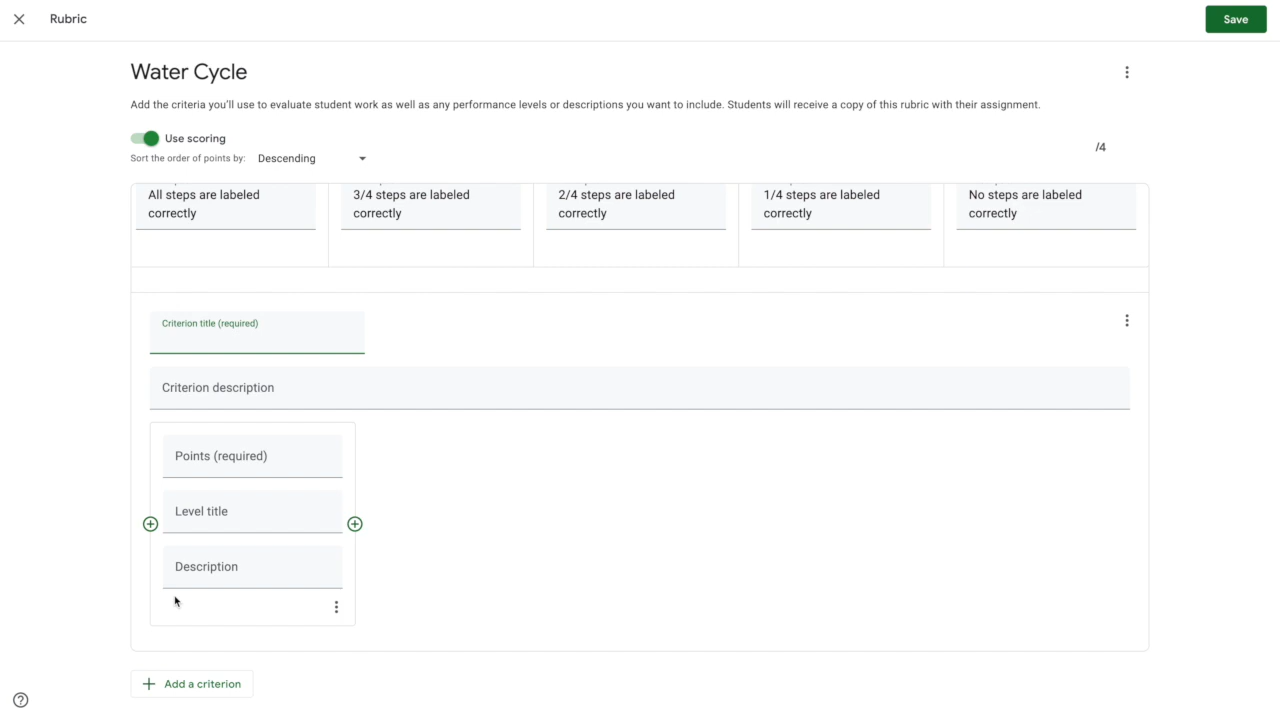 Rubric
Save
Water Cycle
Add the criteria you'll use to evaluate student work as well as any performance levels or descriptions you want to include. Students will receive a copy of this rubric with their assignment.
Use scoring
Sort the order of points by: Descending
/4
All steps are labeled
correctly
3/4 steps are labeled
correctly
2/4 steps are labeled
correctly
1/4 steps are labeled
correctly
No steps are labeled
correctly
Criterion title (required)
Criterion description
Points (required)
Level title
Description
Add a criterion